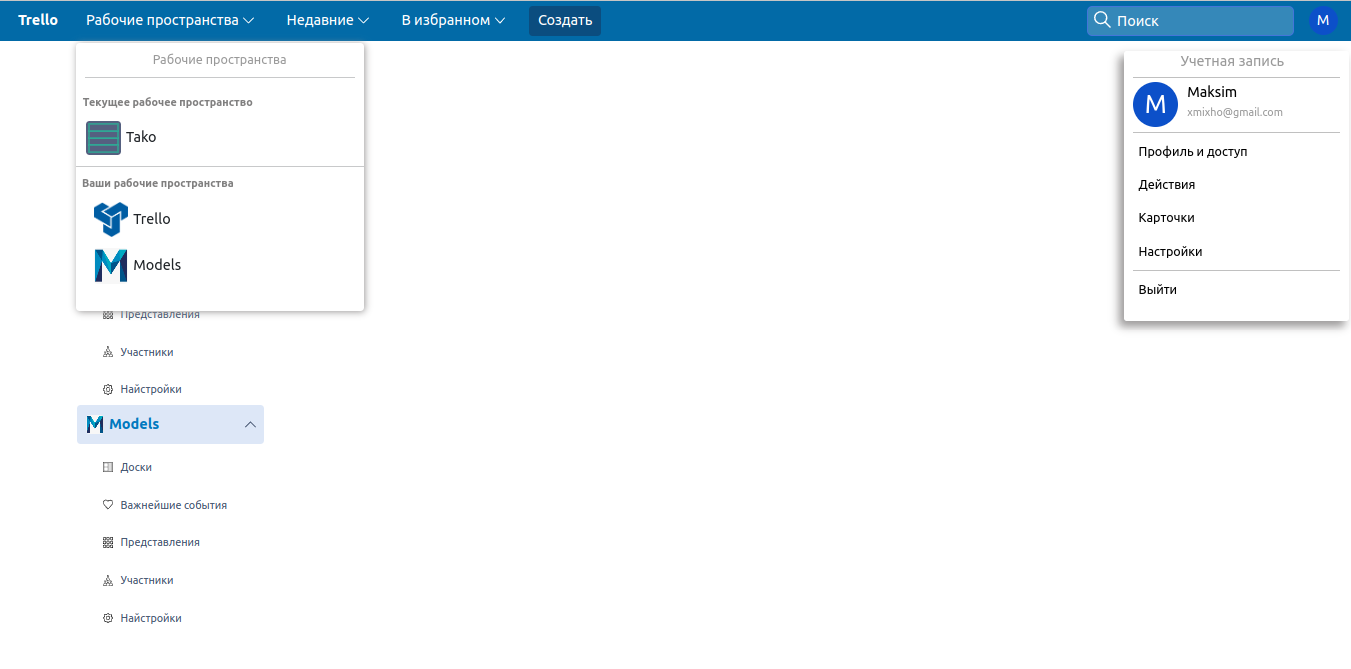 Trello Рабочие пространства Недавние В избранном Создать Поиск M
Рабочие пространства
Текущее рабочее пространство
Tako
Ваши рабочие пространства
Trello
Models
Представления
Участники
Найстройки
Models
Доски
Важнейшие события
Представления
Участники
Найстройки
Учетная запись
M
Maksim
xmixho@gmail.com
Профиль и доступ
Действия
Карточки
Настройки
Выйти